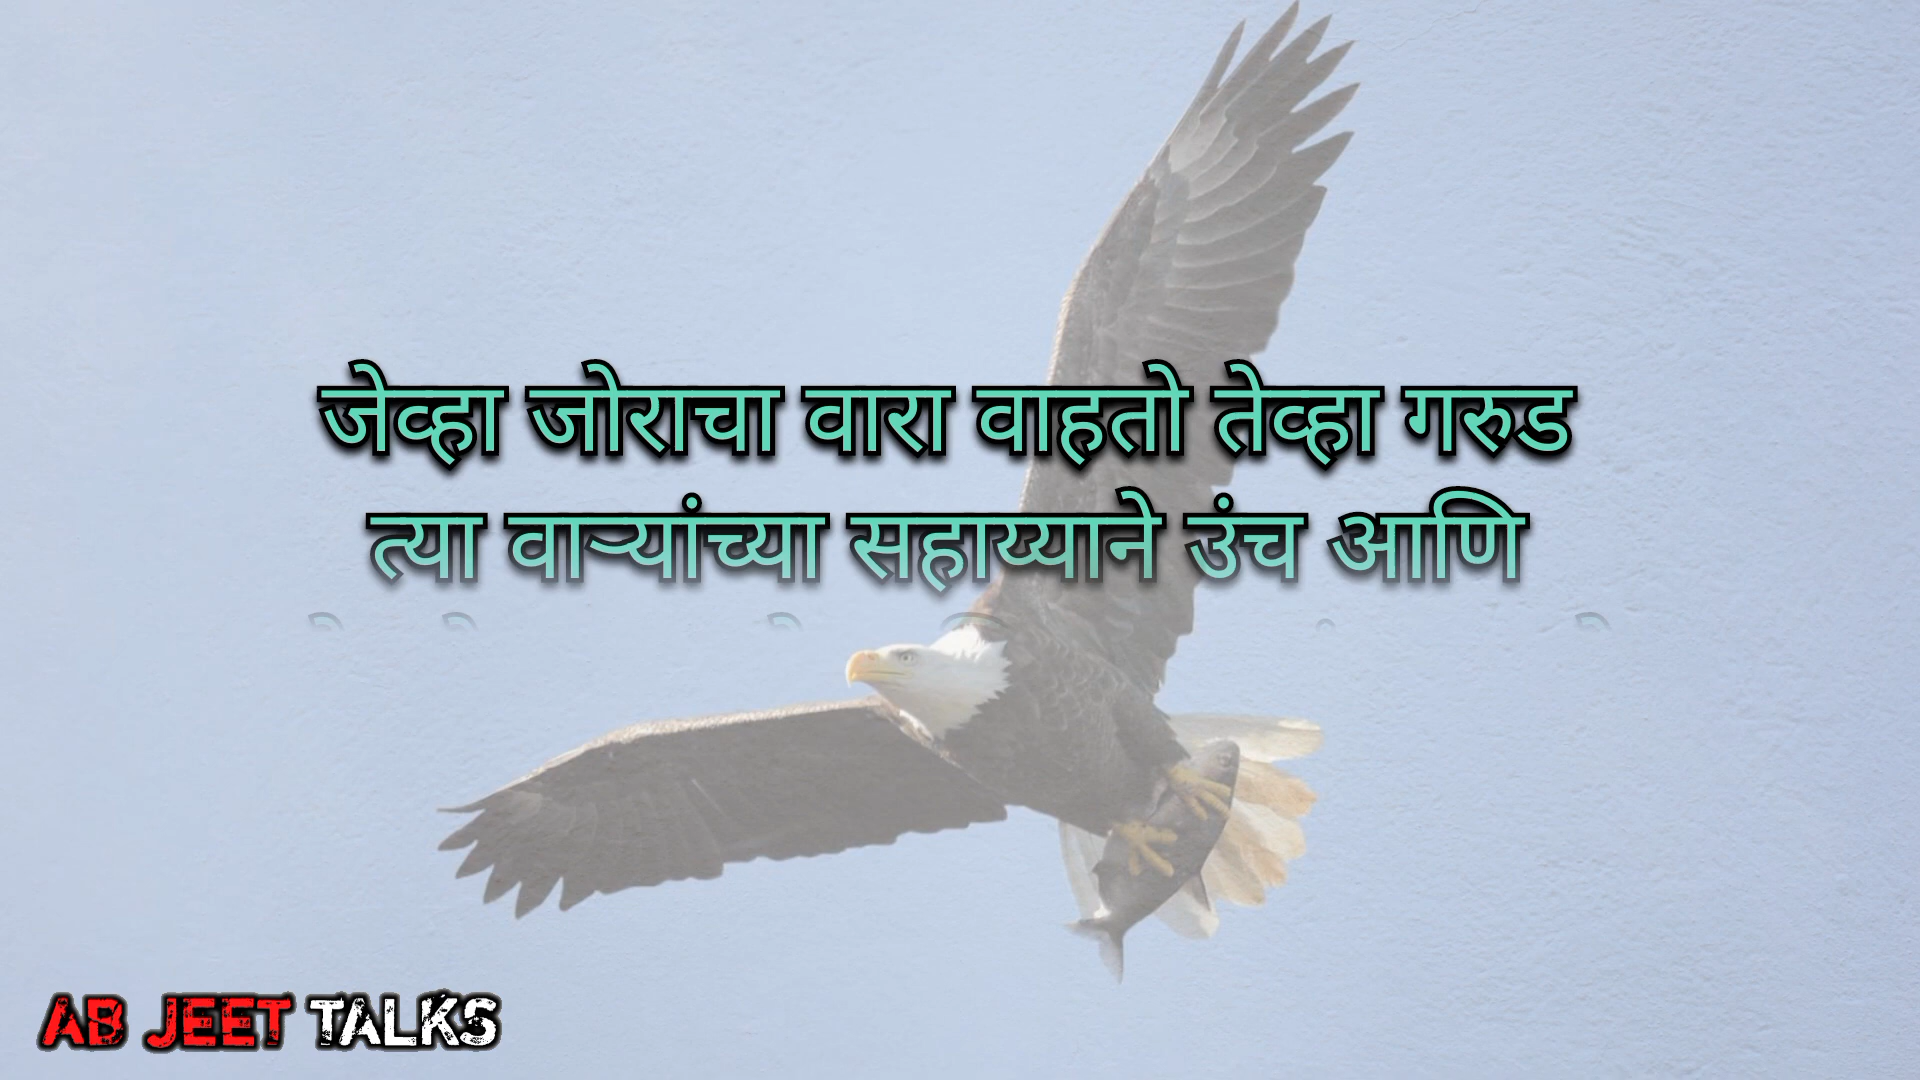 जेव्हा जोराचा वारा वाहतो तेव्हा गरुड
त्या वाऱ्यांच्या सहाय्याने उंच आणि
AB JEET TALKS